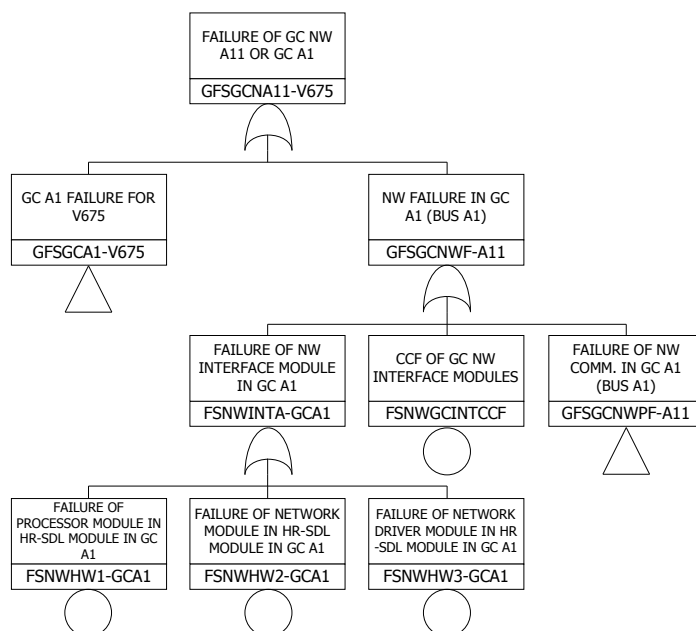 FAILURE OF GC NW
A11 OR GC A1
GFSGCNA11-V675
GC A1 FAILURE FOR
V675
GFSGCA1-V675
NW FAILURE IN GC
A1 (BUS A1)
GFSGCNWF-A11
FAILURE OF NW
INTERFACE MODULE
IN GC A1
FSNWINTA-GCA1
CCF OF GC NW
INTERFACE MODULES
FSNWGCINTCCF
FAILURE OF NW
COMM. IN GC A1
(BUS A1)
GFSGCNWPF-A11
FAILURE OF
PROCESSOR MODULE IN
HR-SDL MODULE IN GC
A1
FSNWHW1-GCA1
FAILURE OF NETWORK
MODULE IN HR-SDL
MODULE IN GC A1
FSNWHW2-GCA1
FAILURE OF NETWORK
DRIVER MODULE IN HR
-SDL MODULE IN GC A1
FSNWHW3-GCA1